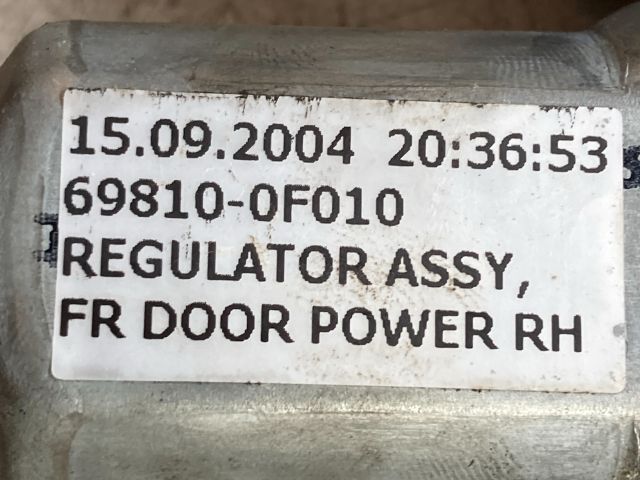 15.09.2004 20:36:53
69810-0F010
REGULATOR ASSY,
FR DOOR POWER RH